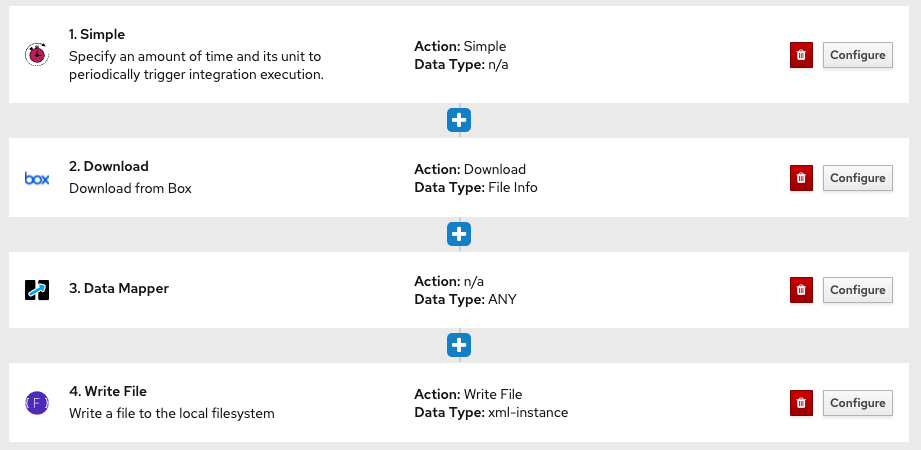 1. Simple
Specify an amount of time and its unit to
periodically trigger integration execution.
Action: Simple
Data Type: n/a
Configure
box
2. Download
Download from Box
Action: Download
Data Type: File Info
Configure
3. Data Mapper
Action: n/a
Data Type: ANY
Configure
F
4. Write File
Write a file to the local filesystem
Action: Write File
Data Type: xml-instance
Configure